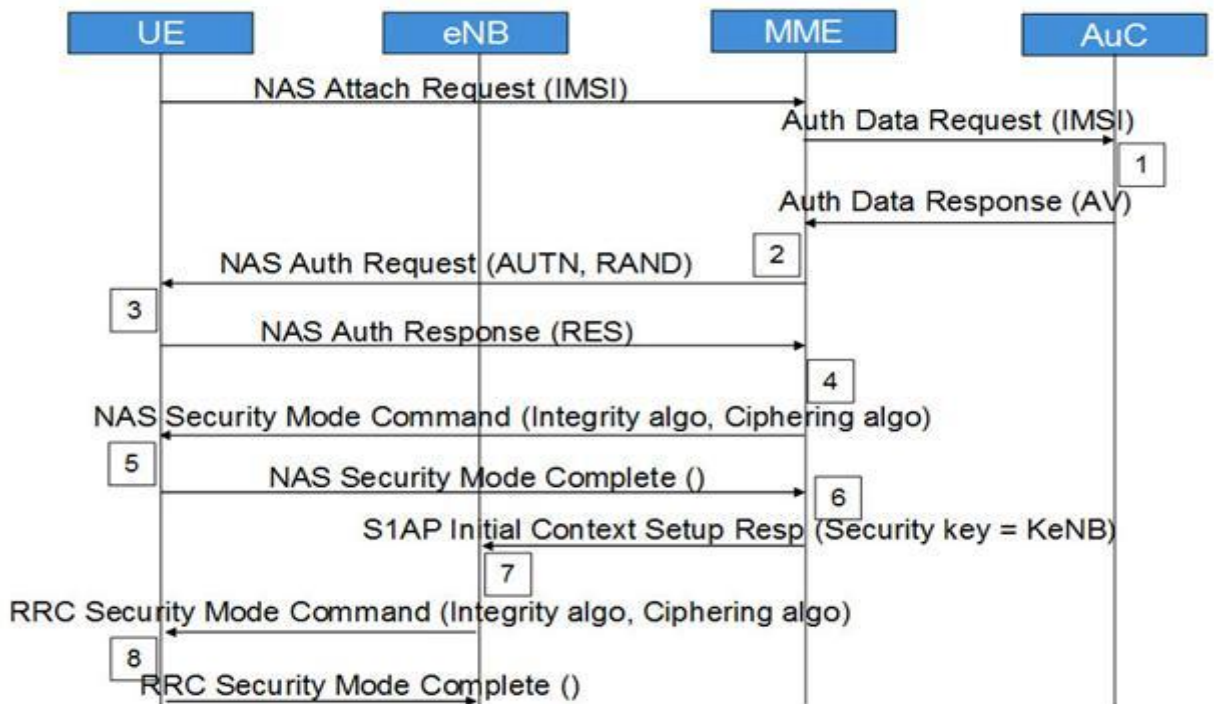 UE
eNB
MME
AuC
NAS Attach Request (IMSI)
Auth Data Request (IMSI)
1
Auth Data Response (AV)
2
NAS Auth Request (AUTN, RAND)
3
NAS Auth Response (RES)
4
NAS Security Mode Command (Integrity algo, Ciphering algo)
5
NAS Security Mode Complete ()
6
S1AP Initial Context Setup Resp (Security key = KeNB)
7
RRC Security Mode Command (Integrity algo, Ciphering algo)
8
RRC Security Mode Complete ()